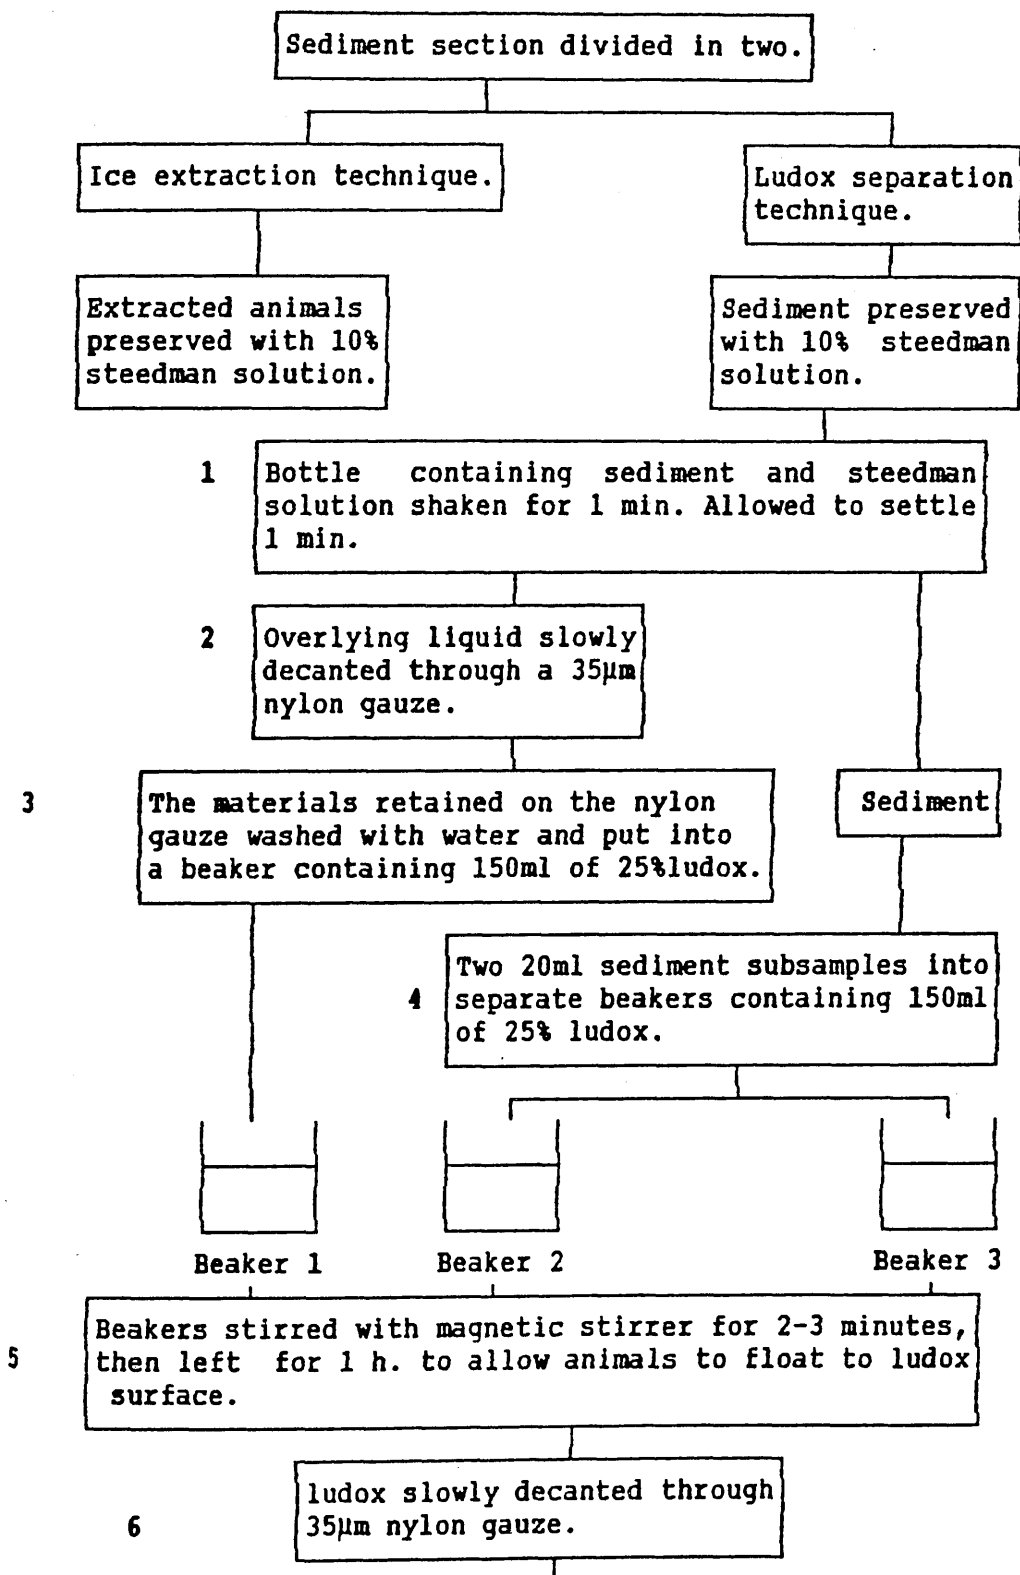 Sediment section divided in two.
Ice extraction technique.
Ludox separation
technique.
Extracted animals
preserved with 10%
steedman solution.
Sediment preserved
with 10% steedman
solution.
1
Bottle containing sediment and steedman
solution shaken for 1 min. Allowed to settle
1 min.
2
Overlying liquid slowly
decanted through a 35µm
nylon gauze.
3
The materials retained on the nylon
gauze washed with water and put into
a beaker containing 150ml of 25%ludox.
Sediment
4
Two 20ml sediment subsamples into
separate beakers containing 150ml
of 25% ludox.
Beaker 1
Beaker 2
Beaker 3
5
Beakers stirred with magnetic stirrer for 2-3 minutes,
then left for 1 h. to allow animals to float to ludox
surface.
6
ludox slowly decanted through
35µm nylon gauze.